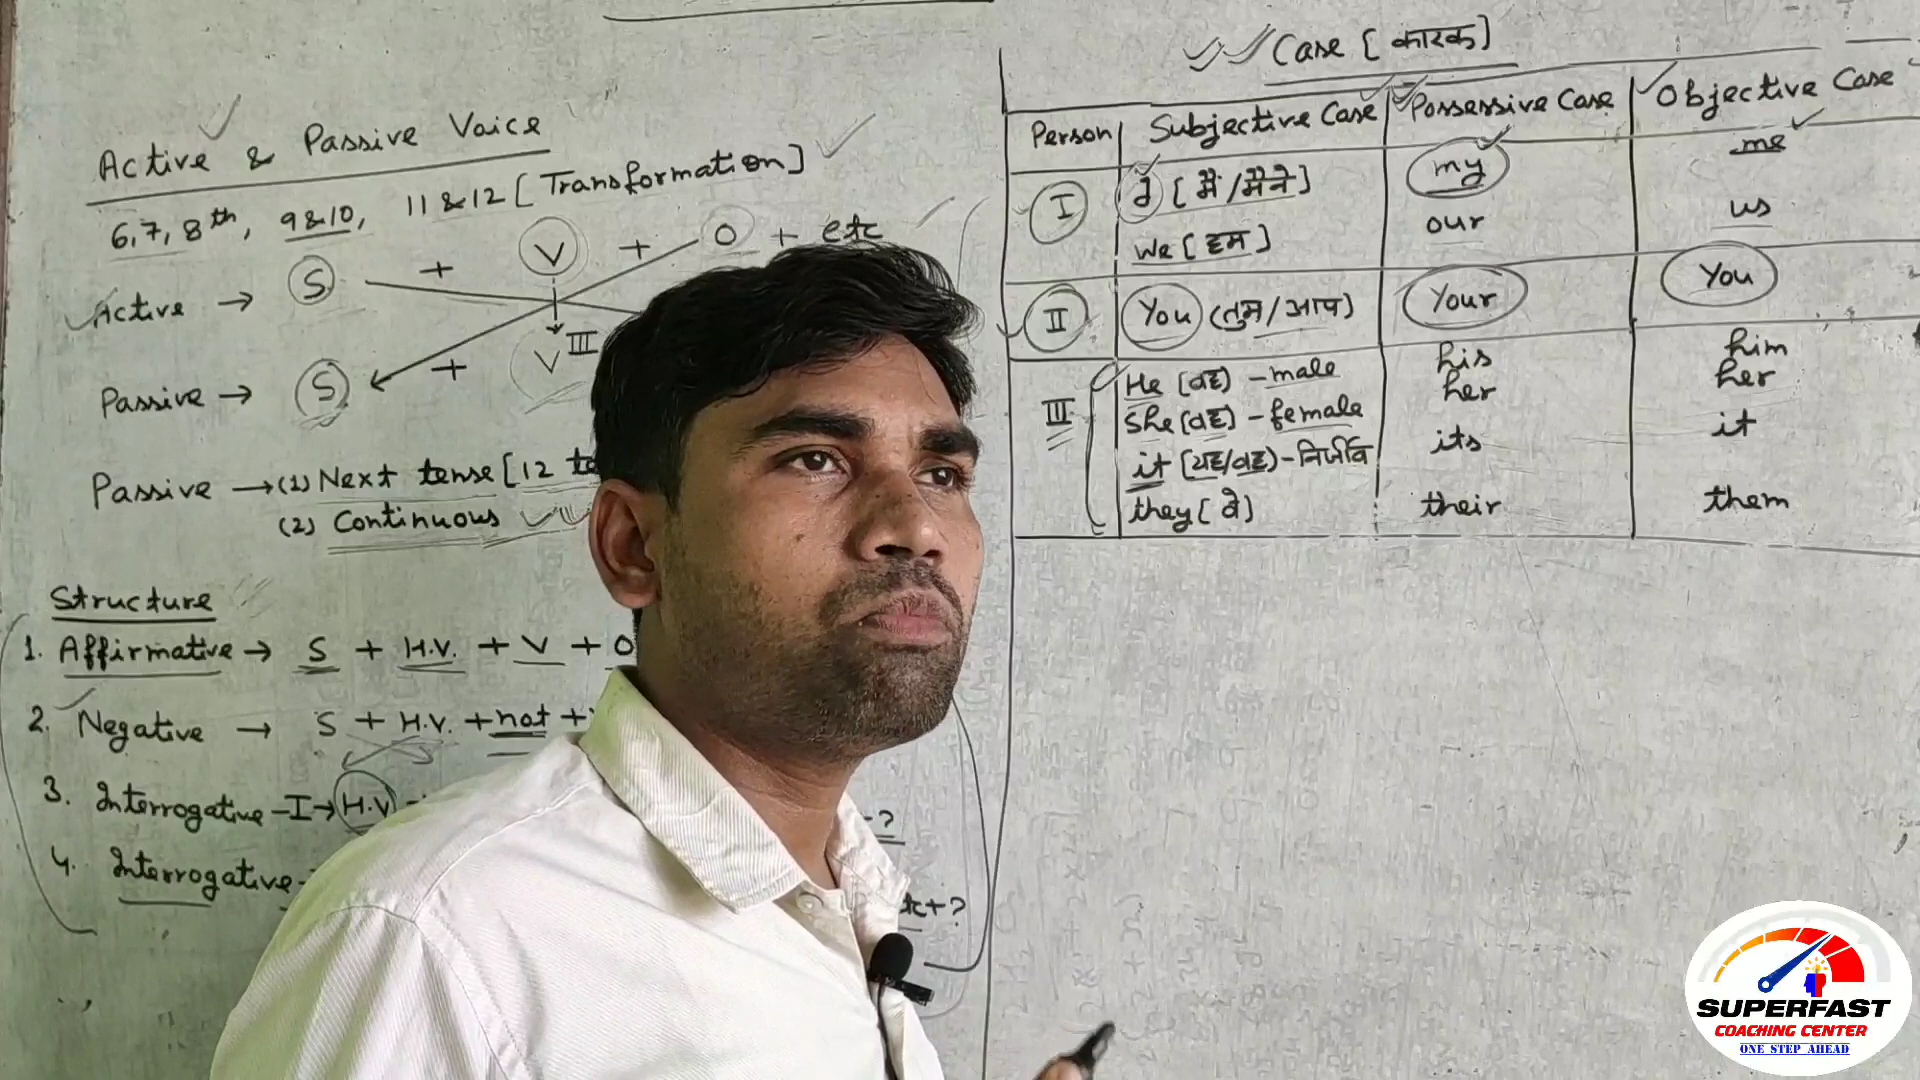 Active & Passive Voice
6, 7, 8th, 9 & 10, 11 & 12 [Transformation]
Active → S + V + O + etc
III
Passive → S + V
Passive → (1) Next tense [12 te
(2) Continuous
Structure
1. Affirmative → S + H.V. + V + O
2. Negative → S + H.V. + not +
3. Interrogative - I → H.V
+ ?
4. Interrogative -
etc + ?
Case [कारक]
Person Subjective Case Possessive Case Objective Case
I I [मैं/मैंने] my me
We [हम] our us
II You (तुम/आप) Your You
III He [वह] - male his him
She [वह] - female her her
it [यह/वह) - निर्जीव its it
they [वे] their them
SUPERFAST
COACHING CENTER
ONE STEP AHEAD